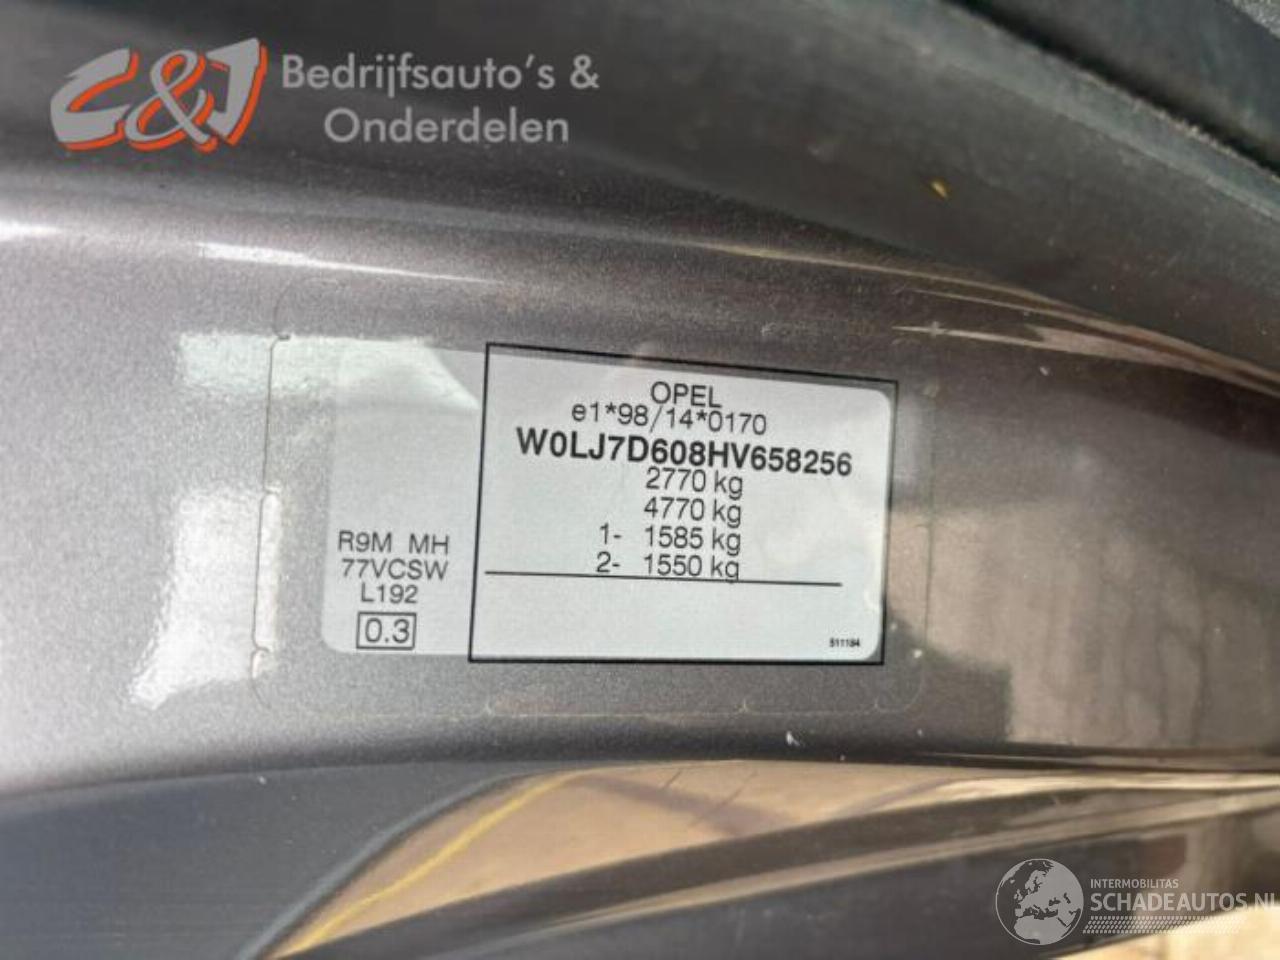 C&J Bedrijfsauto's &
Onderdelen
OPEL
e1*98/14*0170
W0LJ7D608HV658256
2770 kg
4770 kg
1- 1585 kg
2- 1550 kg
R9M MH
77VCSW
L192
0.3
511184
INTERMOBILITAS
SCHADEAUTOS.NL